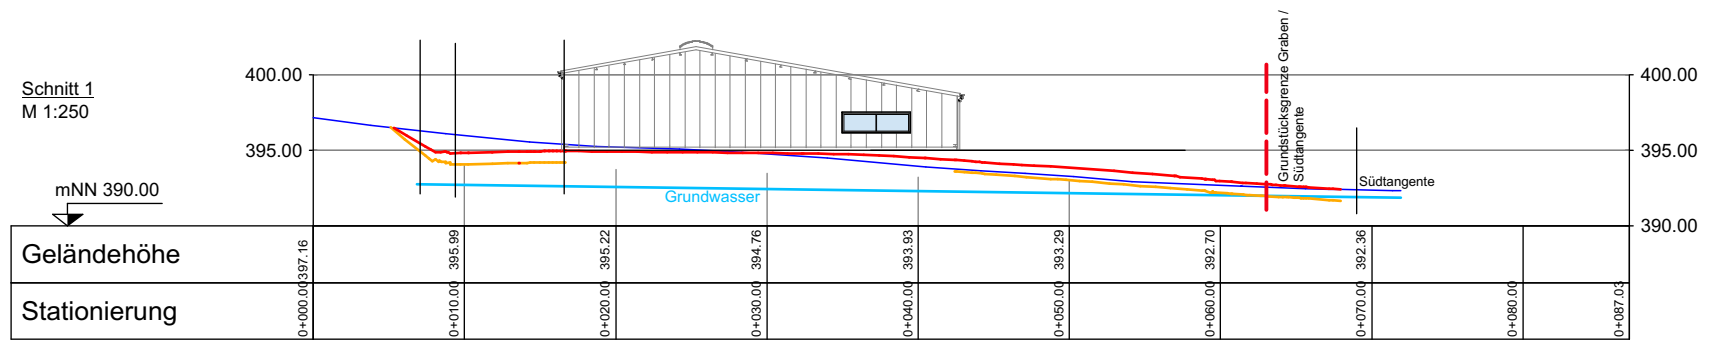 Schnitt 1
M 1:250
400.00
400.00
395.00
395.00
mNN 390.00
390.00
Grundstücksgrenze Graben /
Südtangente
Südtangente
Grundwasser
Geländehöhe
397.16
395.99
395.22
394.76
393.93
393.29
392.70
392.36
Stationierung
0+000.00
0+010.00
0+020.00
0+030.00
0+040.00
0+050.00
0+060.00
0+070.00
0+080.00
0+087.03